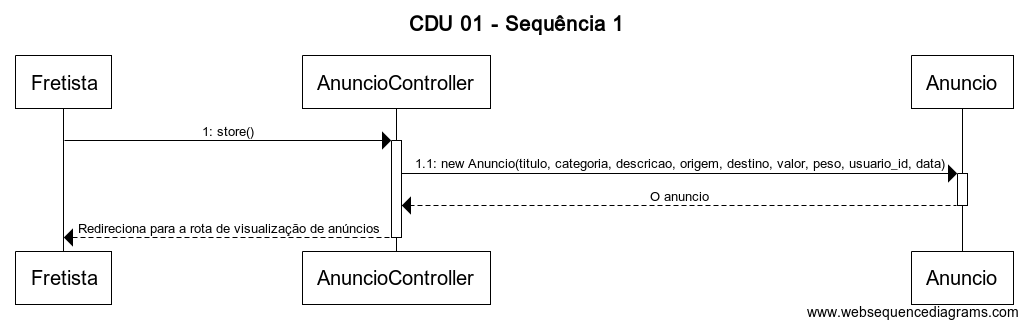 CDU 01 - Sequência 1
Fretista
AnuncioController
Anuncio
1: store()
1.1: new Anuncio(titulo, categoria, descricao, origem, destino, valor, peso, usuario_id, data)
O anuncio
Redireciona para a rota de visualização de anúncios
Fretista
AnuncioController
Anuncio
www.websequencediagrams.com